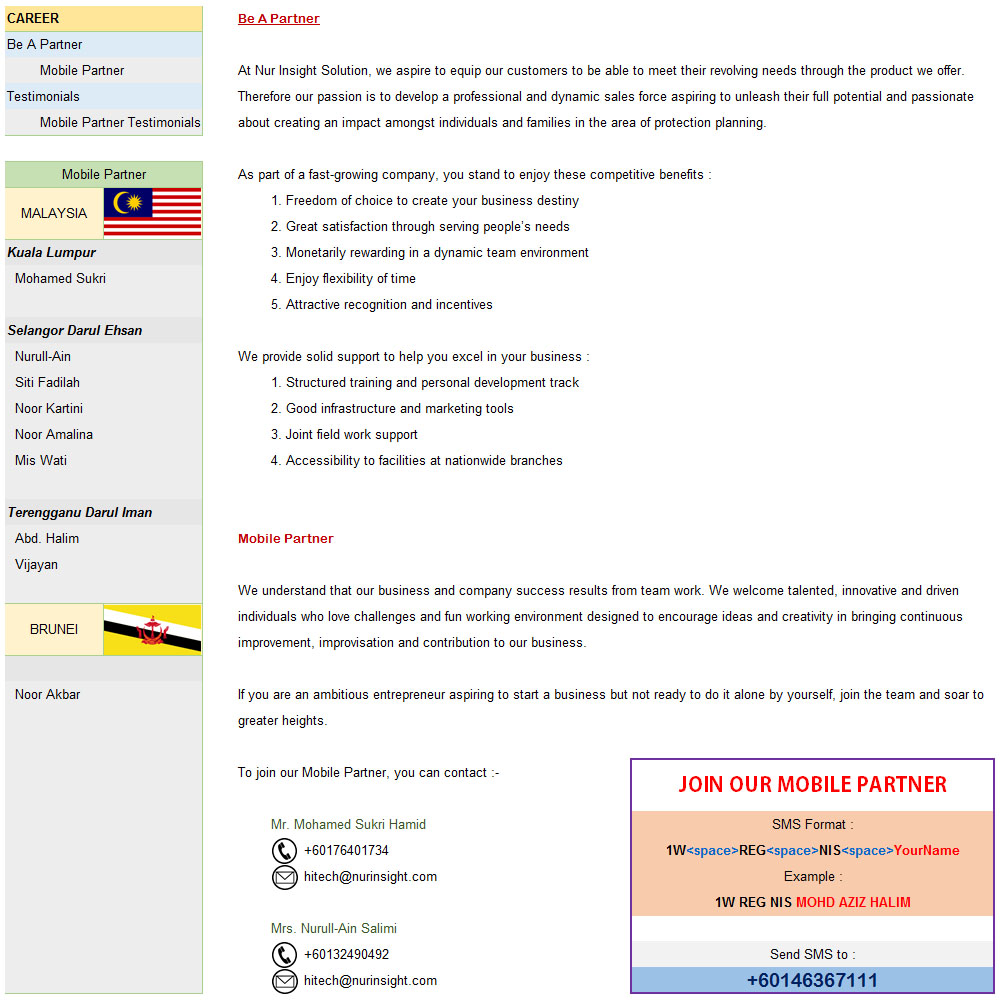 CAREER
Be A Partner
Mobile Partner
Testimonials
Mobile Partner Testimonials
Mobile Partner
MALAYSIA
Kuala Lumpur
Mohamed Sukri
Selangor Darul Ehsan
Nurull-Ain
Siti Fadilah
Noor Kartini
Noor Amalina
Mis Wati
Terengganu Darul Iman
Abd. Halim
Vijayan
BRUNEI
Noor Akbar
Be A Partner
At Nur Insight Solution, we aspire to equip our customers to be able to meet their revolving needs through the product we offer.
Therefore our passion is to develop a professional and dynamic sales force aspiring to unleash their full potential and passionate
about creating an impact amongst individuals and families in the area of protection planning.
As part of a fast-growing company, you stand to enjoy these competitive benefits :
1. Freedom of choice to create your business destiny
2. Great satisfaction through serving people’s needs
3. Monetarily rewarding in a dynamic team environment
4. Enjoy flexibility of time
5. Attractive recognition and incentives
We provide solid support to help you excel in your business :
1. Structured training and personal development track
2. Good infrastructure and marketing tools
3. Joint field work support
4. Accessibility to facilities at nationwide branches
Mobile Partner
We understand that our business and company success results from team work. We welcome talented, innovative and driven
individuals who love challenges and fun working environment designed to encourage ideas and creativity in bringing continuous
improvement, improvisation and contribution to our business.
If you are an ambitious entrepreneur aspiring to start a business but not ready to do it alone by yourself, join the team and soar to
greater heights.
To join our Mobile Partner, you can contact :-
Mr. Mohamed Sukri Hamid
+60176401734
hitech@nurinsight.com
Mrs. Nurull-Ain Salimi
+60132490492
hitech@nurinsight.com
JOIN OUR MOBILE PARTNER
SMS Format :
1W<space>REG<space>NIS<space>YourName
Example :
1W REG NIS MOHD AZIZ HALIM
Send SMS to :
+60146367111